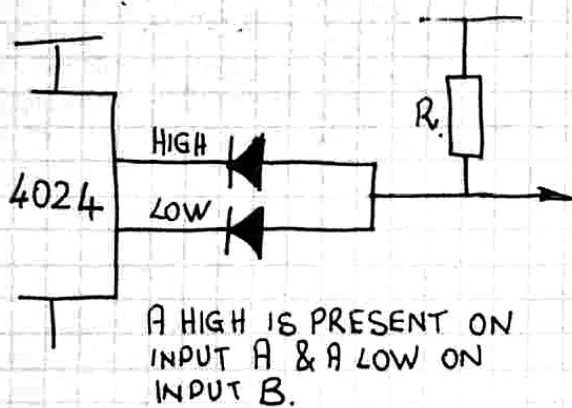 R.
HIGH
4024
LOW
A HIGH IS PRESENT ON
INPUT A & A LOW ON
INPUT B.